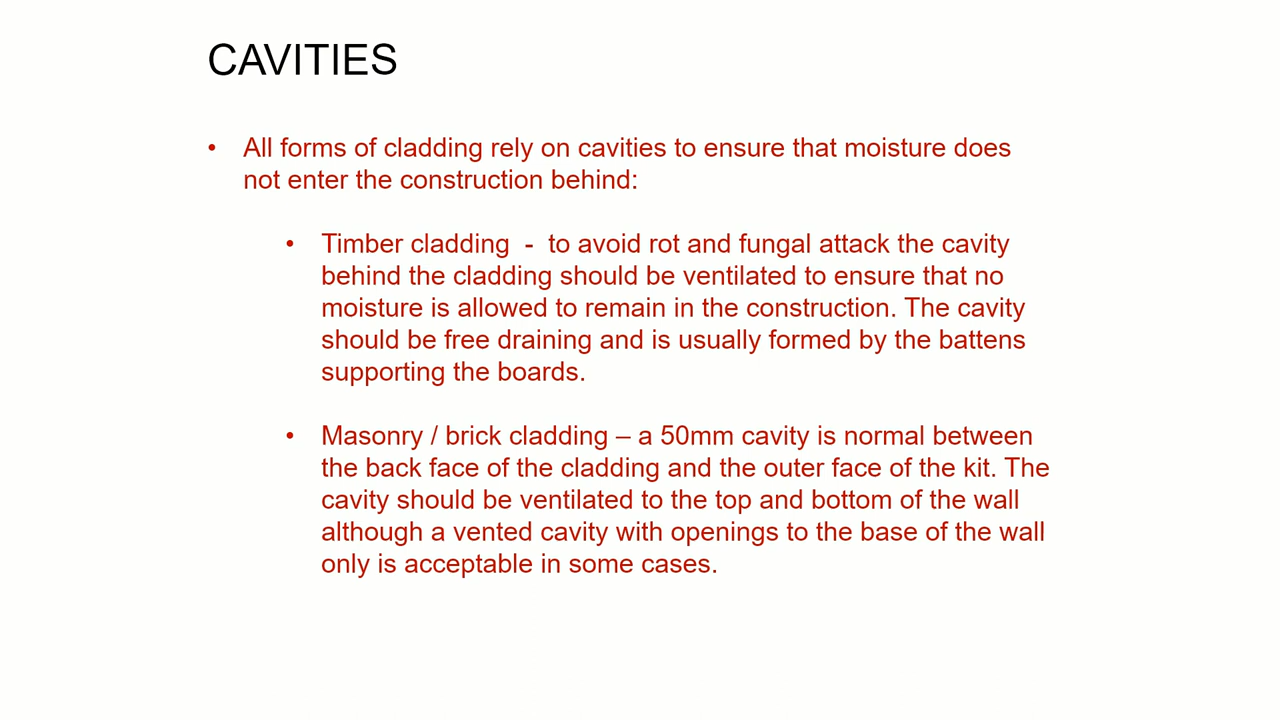 CAVITIES
• All forms of cladding rely on cavities to ensure that moisture does
not enter the construction behind:
• Timber cladding - to avoid rot and fungal attack the cavity
behind the cladding should be ventilated to ensure that no
moisture is allowed to remain in the construction. The cavity
should be free draining and is usually formed by the battens
supporting the boards.
• Masonry / brick cladding – a 50mm cavity is normal between
the back face of the cladding and the outer face of the kit. The
cavity should be ventilated to the top and bottom of the wall
although a vented cavity with openings to the base of the wall
only is acceptable in some cases.